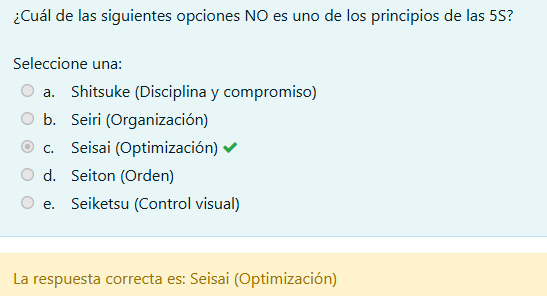 ¿Cuál de las siguientes opciones NO es uno de los principios de las 5S?
Seleccione una:
a. Shitsuke (Disciplina y compromiso)
b. Seiri (Organización)
c. Seisai (Optimización)
d. Seiton (Orden)
e. Seiketsu (Control visual)
La respuesta correcta es: Seisai (Optimización)